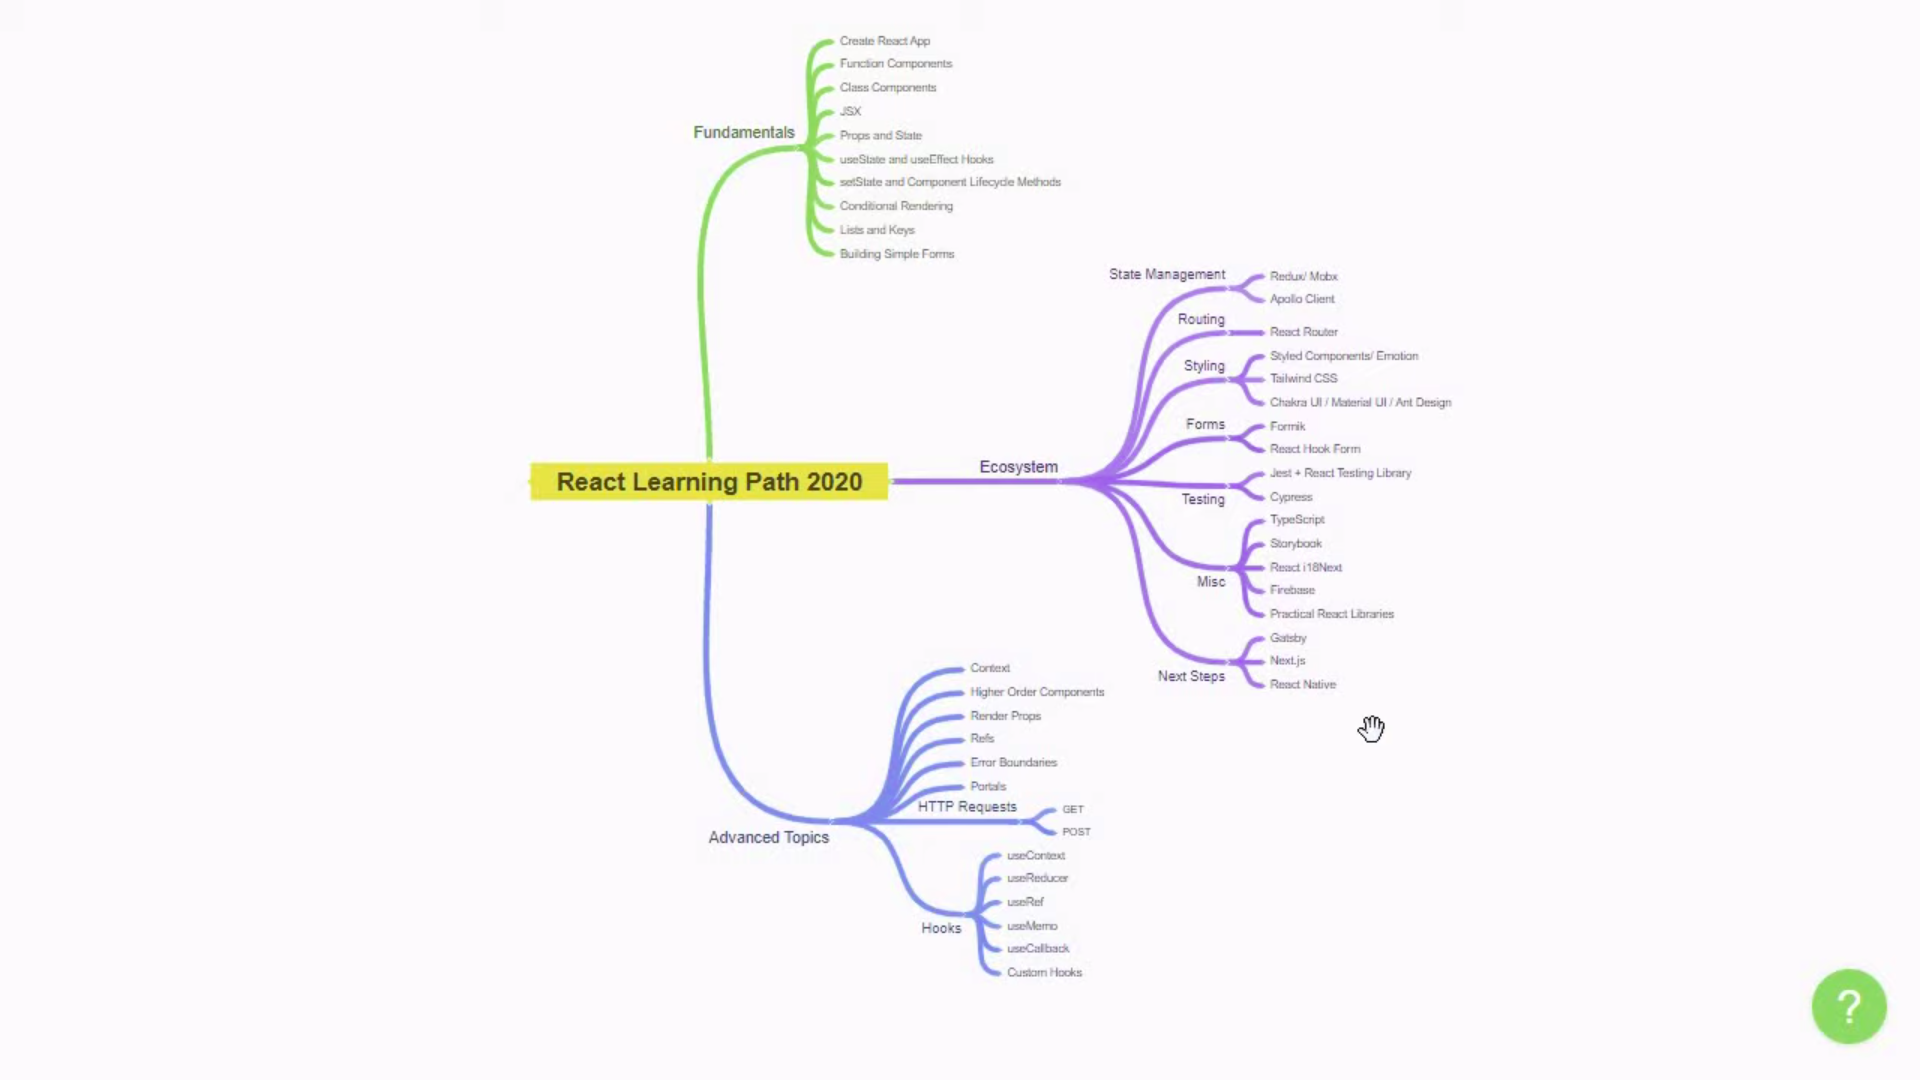 Fundamentals
Create React App
Function Components
Class Components
JSX
Props and State
useState and useEffect Hooks
setState and Component Lifecycle Methods
Conditional Rendering
Lists and Keys
Building Simple Forms
React Learning Path 2020
Ecosystem
State Management
Redux/ Mobx
Apollo Client
Routing
React Router
Styling
Styled Components/ Emotion
Tailwind CSS
Chakra UI / Material UI / Ant Design
Forms
Formik
React Hook Form
Testing
Jest + React Testing Library
Cypress
Misc
TypeScript
Storybook
React i18Next
Firebase
Practical React Libraries
Next Steps
Gatsby
Next.js
React Native
Advanced Topics
Context
Higher Order Components
Render Props
Refs
Error Boundaries
Portals
HTTP Requests
GET
POST
Hooks
useContext
useReducer
useRef
useMemo
useCallback
Custom Hooks
?